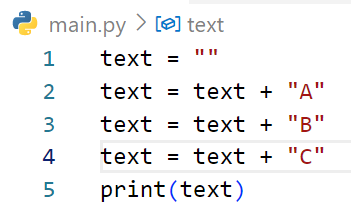 main.py > text
1 text = ""
2 text = text + "A"
3 text = text + "B"
4 text = text + "C"
5 print(text)